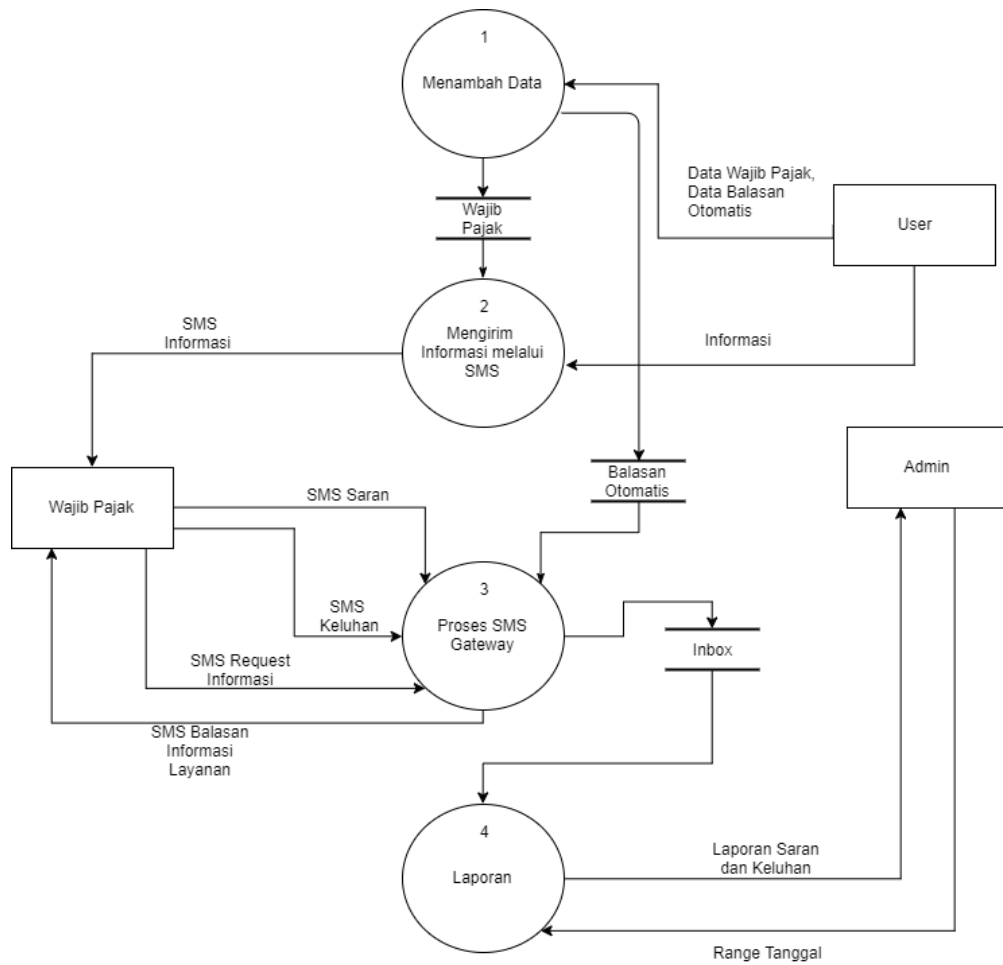 1
Menambah Data
Data Wajib Pajak,
Data Balasan
Otomatis
User
Wajib
Pajak
2
Mengirim
Informasi melalui
SMS
SMS
Informasi
Informasi
Admin
Wajib Pajak
SMS Saran
Balasan
Otomatis
3
Proses SMS
Gateway
SMS
Keluhan
Inbox
SMS Request
Informasi
SMS Balasan
Informasi
Layanan
4
Laporan
Laporan Saran
dan Keluhan
Range Tanggal